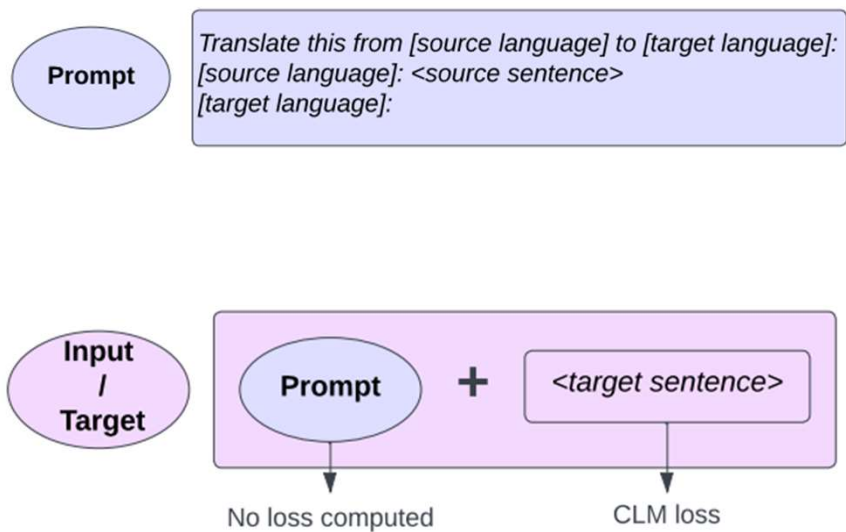 Prompt
Translate this from [source language] to [target language]:
[source language]: <source sentence>
[target language]:
Input
/
Target
Prompt
+
<target sentence>
No loss computed
CLM loss